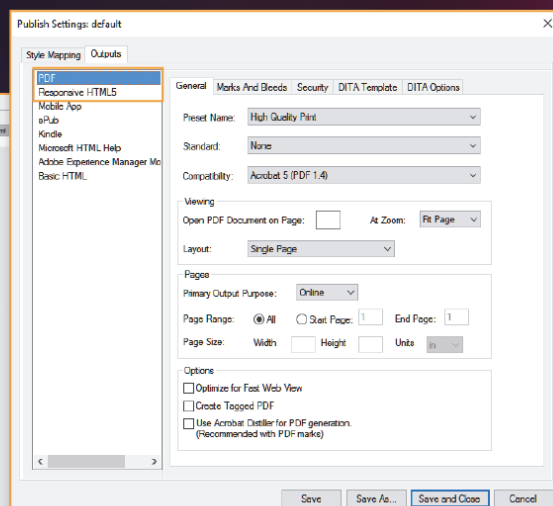 Publish Settings: default
Style Mapping Outputs
PDF
Responsive HTML5
Mobile App
ePub
Kindle
Microsoft HTML Help
Adobe Experience Manager Mo
Basic HTML
General Marks And Bleeds Security DITA Template DITA Options
Preset Name: High Quality Print
Standard: None
Compatibility: Acrobat 5 (PDF 1.4)
Viewing
Open PDF Document on Page: At Zoom: Fit Page
Layout: Single Page
Pages
Primary Output Purpose: Online
Page Range: All Start Page: 1 End Page: 1
Page Size: Width Height Units in
Options
Optimize for Fast Web View
Create Tagged PDF
Use Acrobat Distiller for PDF generation.
(Recommended with PDF marks)
Save Save As... Save and Close Cancel